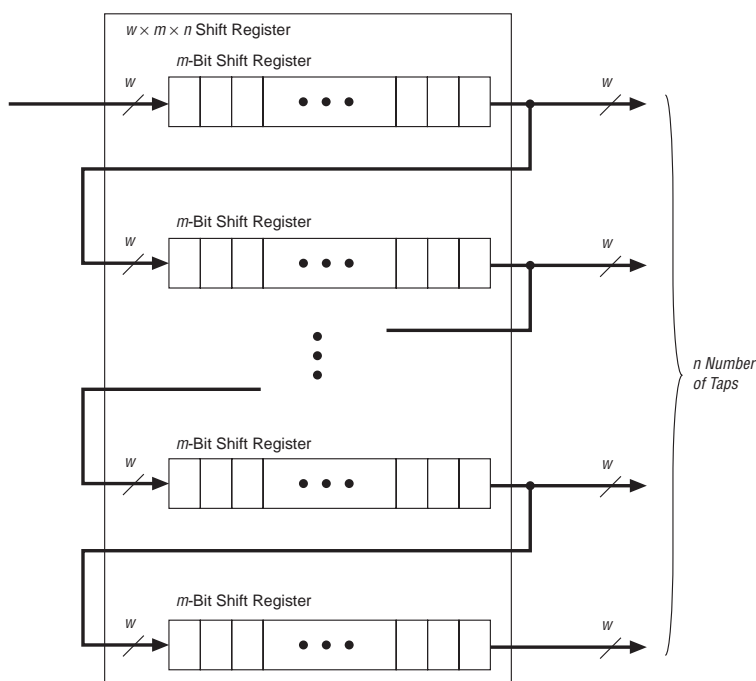 w × m × n Shift Register
m-Bit Shift Register
w
w
m-Bit Shift Register
w
w
n Number
of Taps
m-Bit Shift Register
w
w
m-Bit Shift Register
w
w